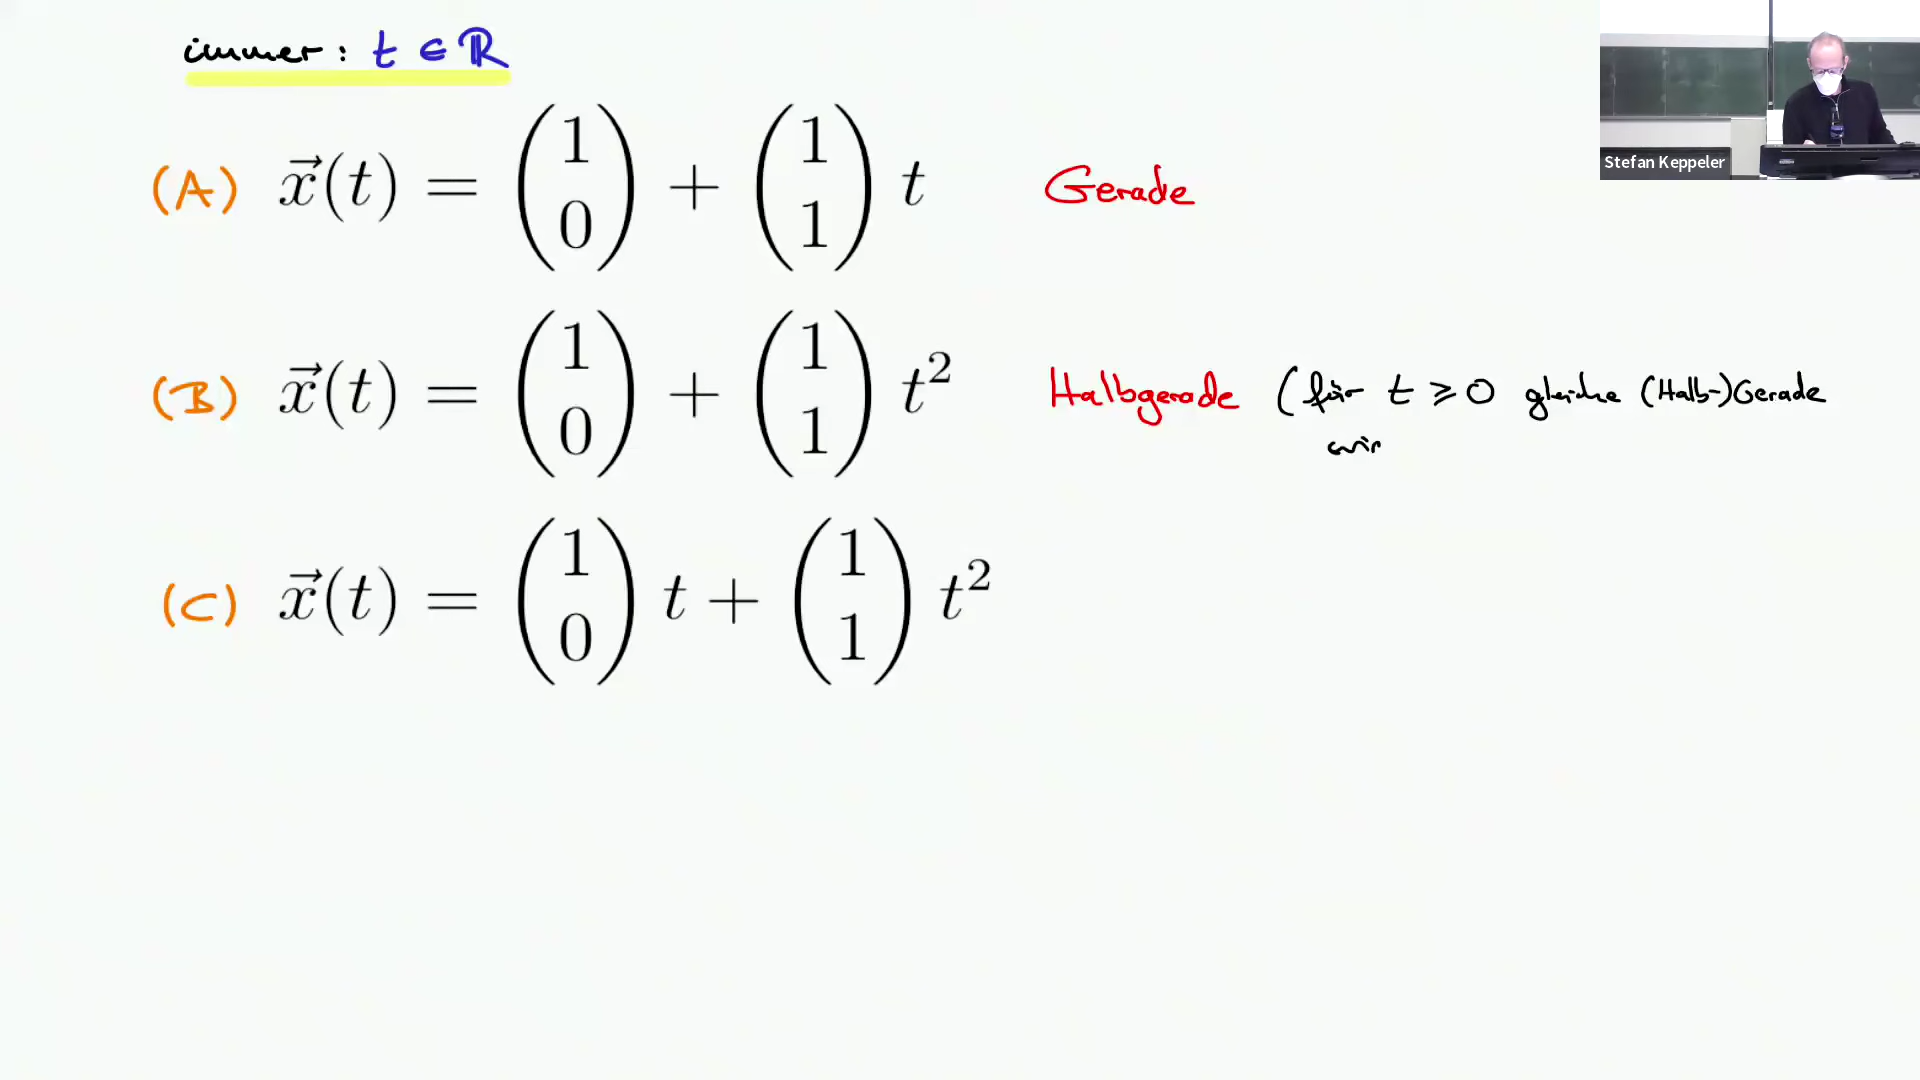 immer: t ∈ ℝ
Stefan Keppeler
(A) x⃗(t) = (1 0) + (1 1) t Gerade
(B) x⃗(t) = (1 0) + (1 1) t² Halbgerade (für t ⩾ 0 gleiche (Halb-)Gerade
wir
(C) x⃗(t) = (1 0) t + (1 1) t²